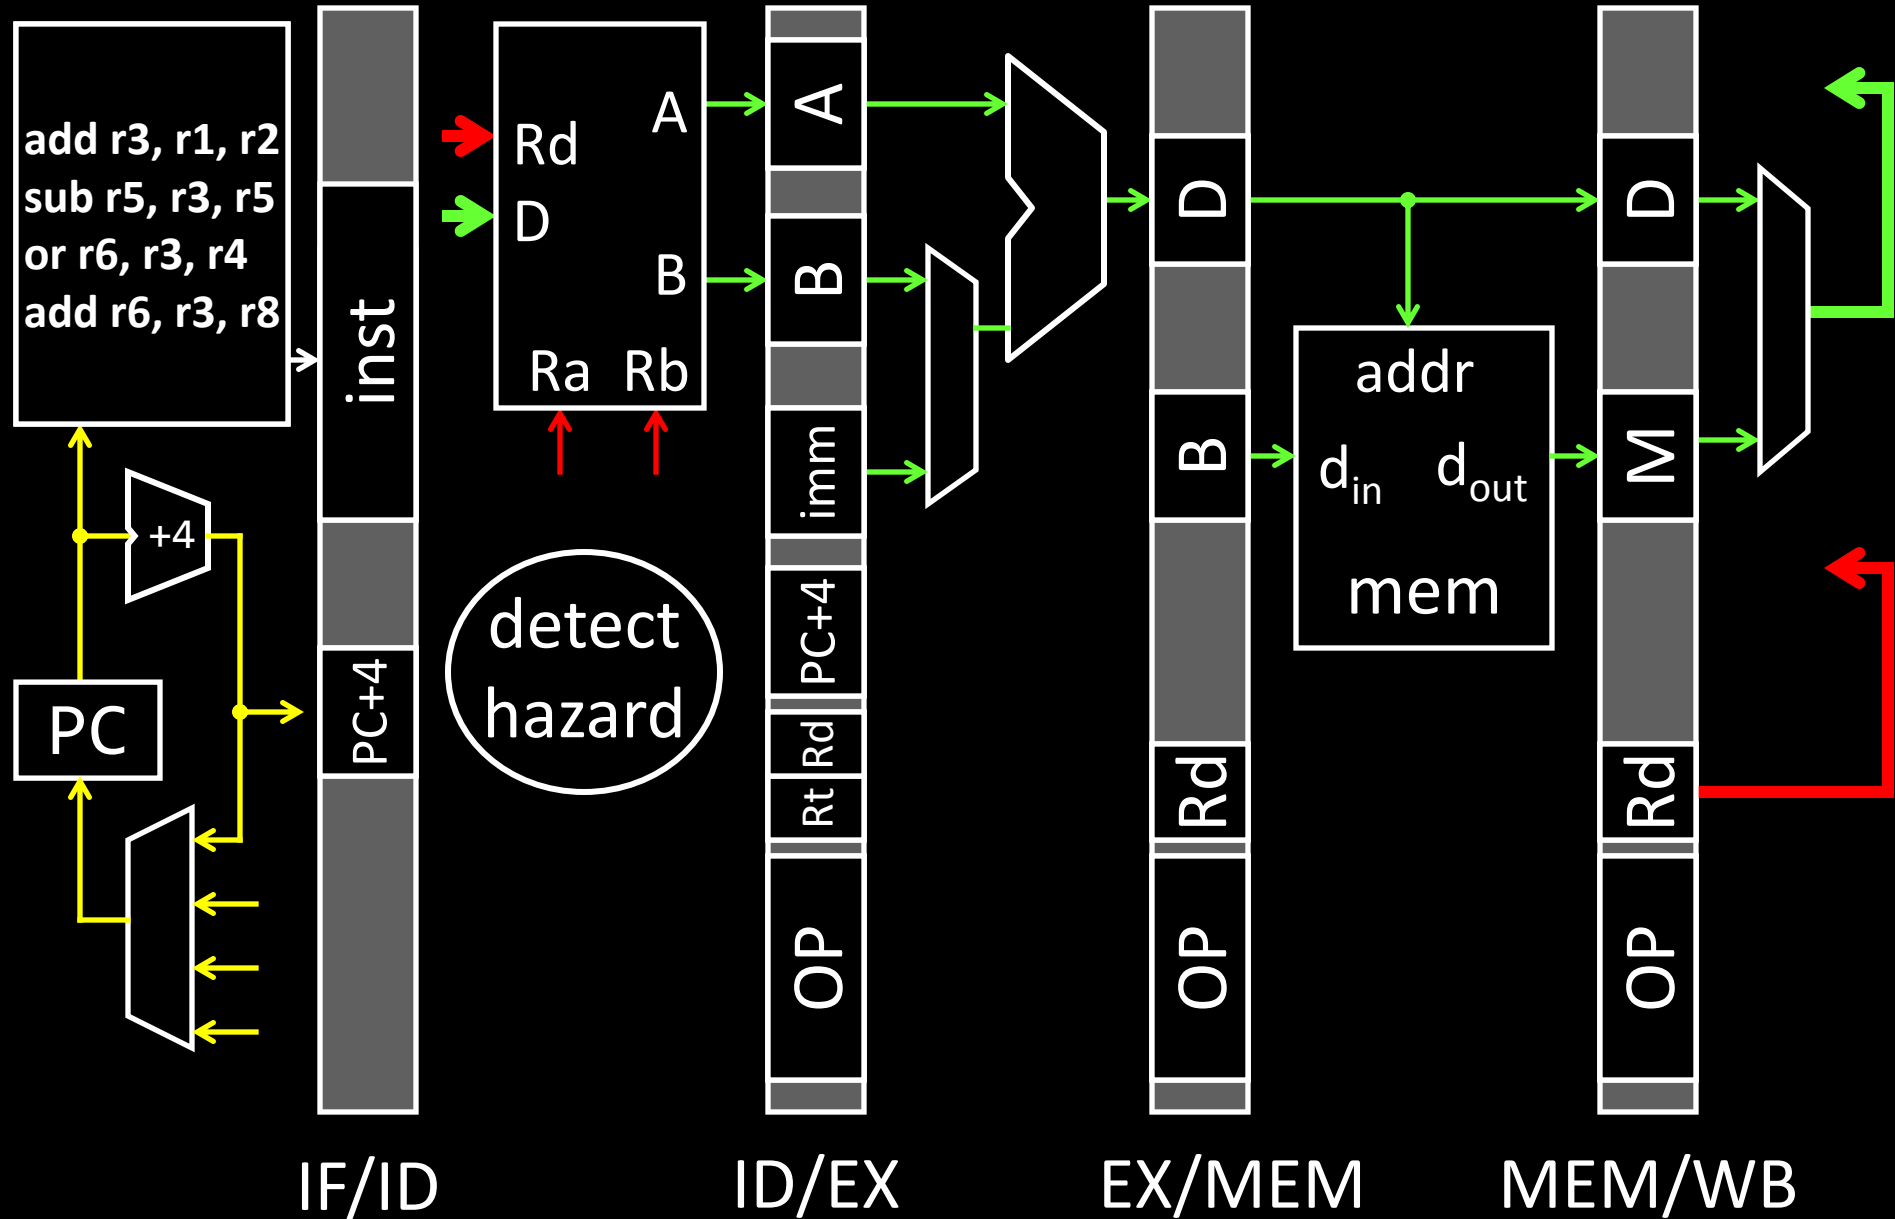 add r3, r1, r2
sub r5, r3, r5
or r6, r3, r4
add r6, r3, r8
+4
PC
inst
PC+4
Rd
D
A
B
Ra Rb
detect
hazard
A
B
imm
PC+4
Rd
Rt
OP
D
B
Rd
OP
addr
din dout
mem
D
M
Rd
OP
IF/ID
ID/EX
EX/MEM
MEM/WB